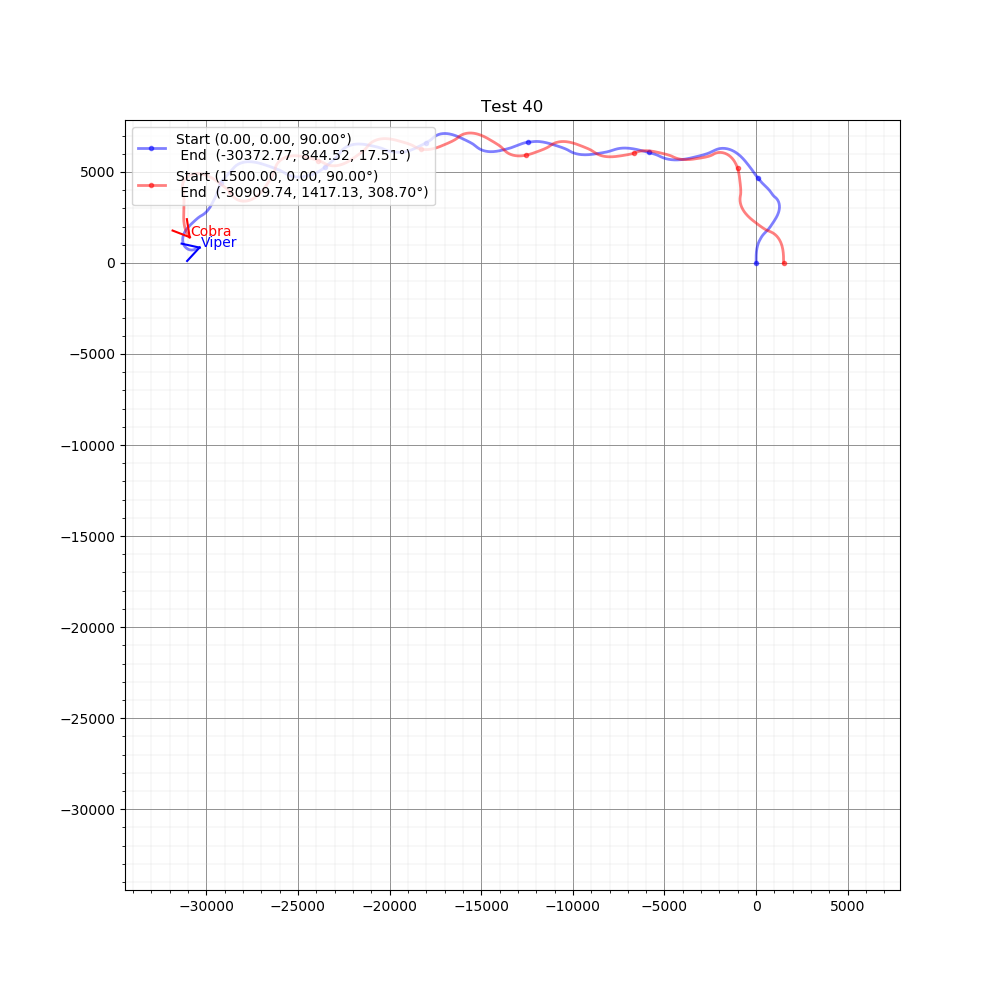 Test 40
Start (0.00, 0.00, 90.00°)
End (-30372.77, 844.52, 17.51°)
Start (1500.00, 0.00, 90.00°)
End (-30909.74, 1417.13, 308.70°)
Cobra
Viper
5000
0
−5000
−10000
−15000
−20000
−25000
−30000
−30000 −25000 −20000 −15000 −10000 −5000 0 5000